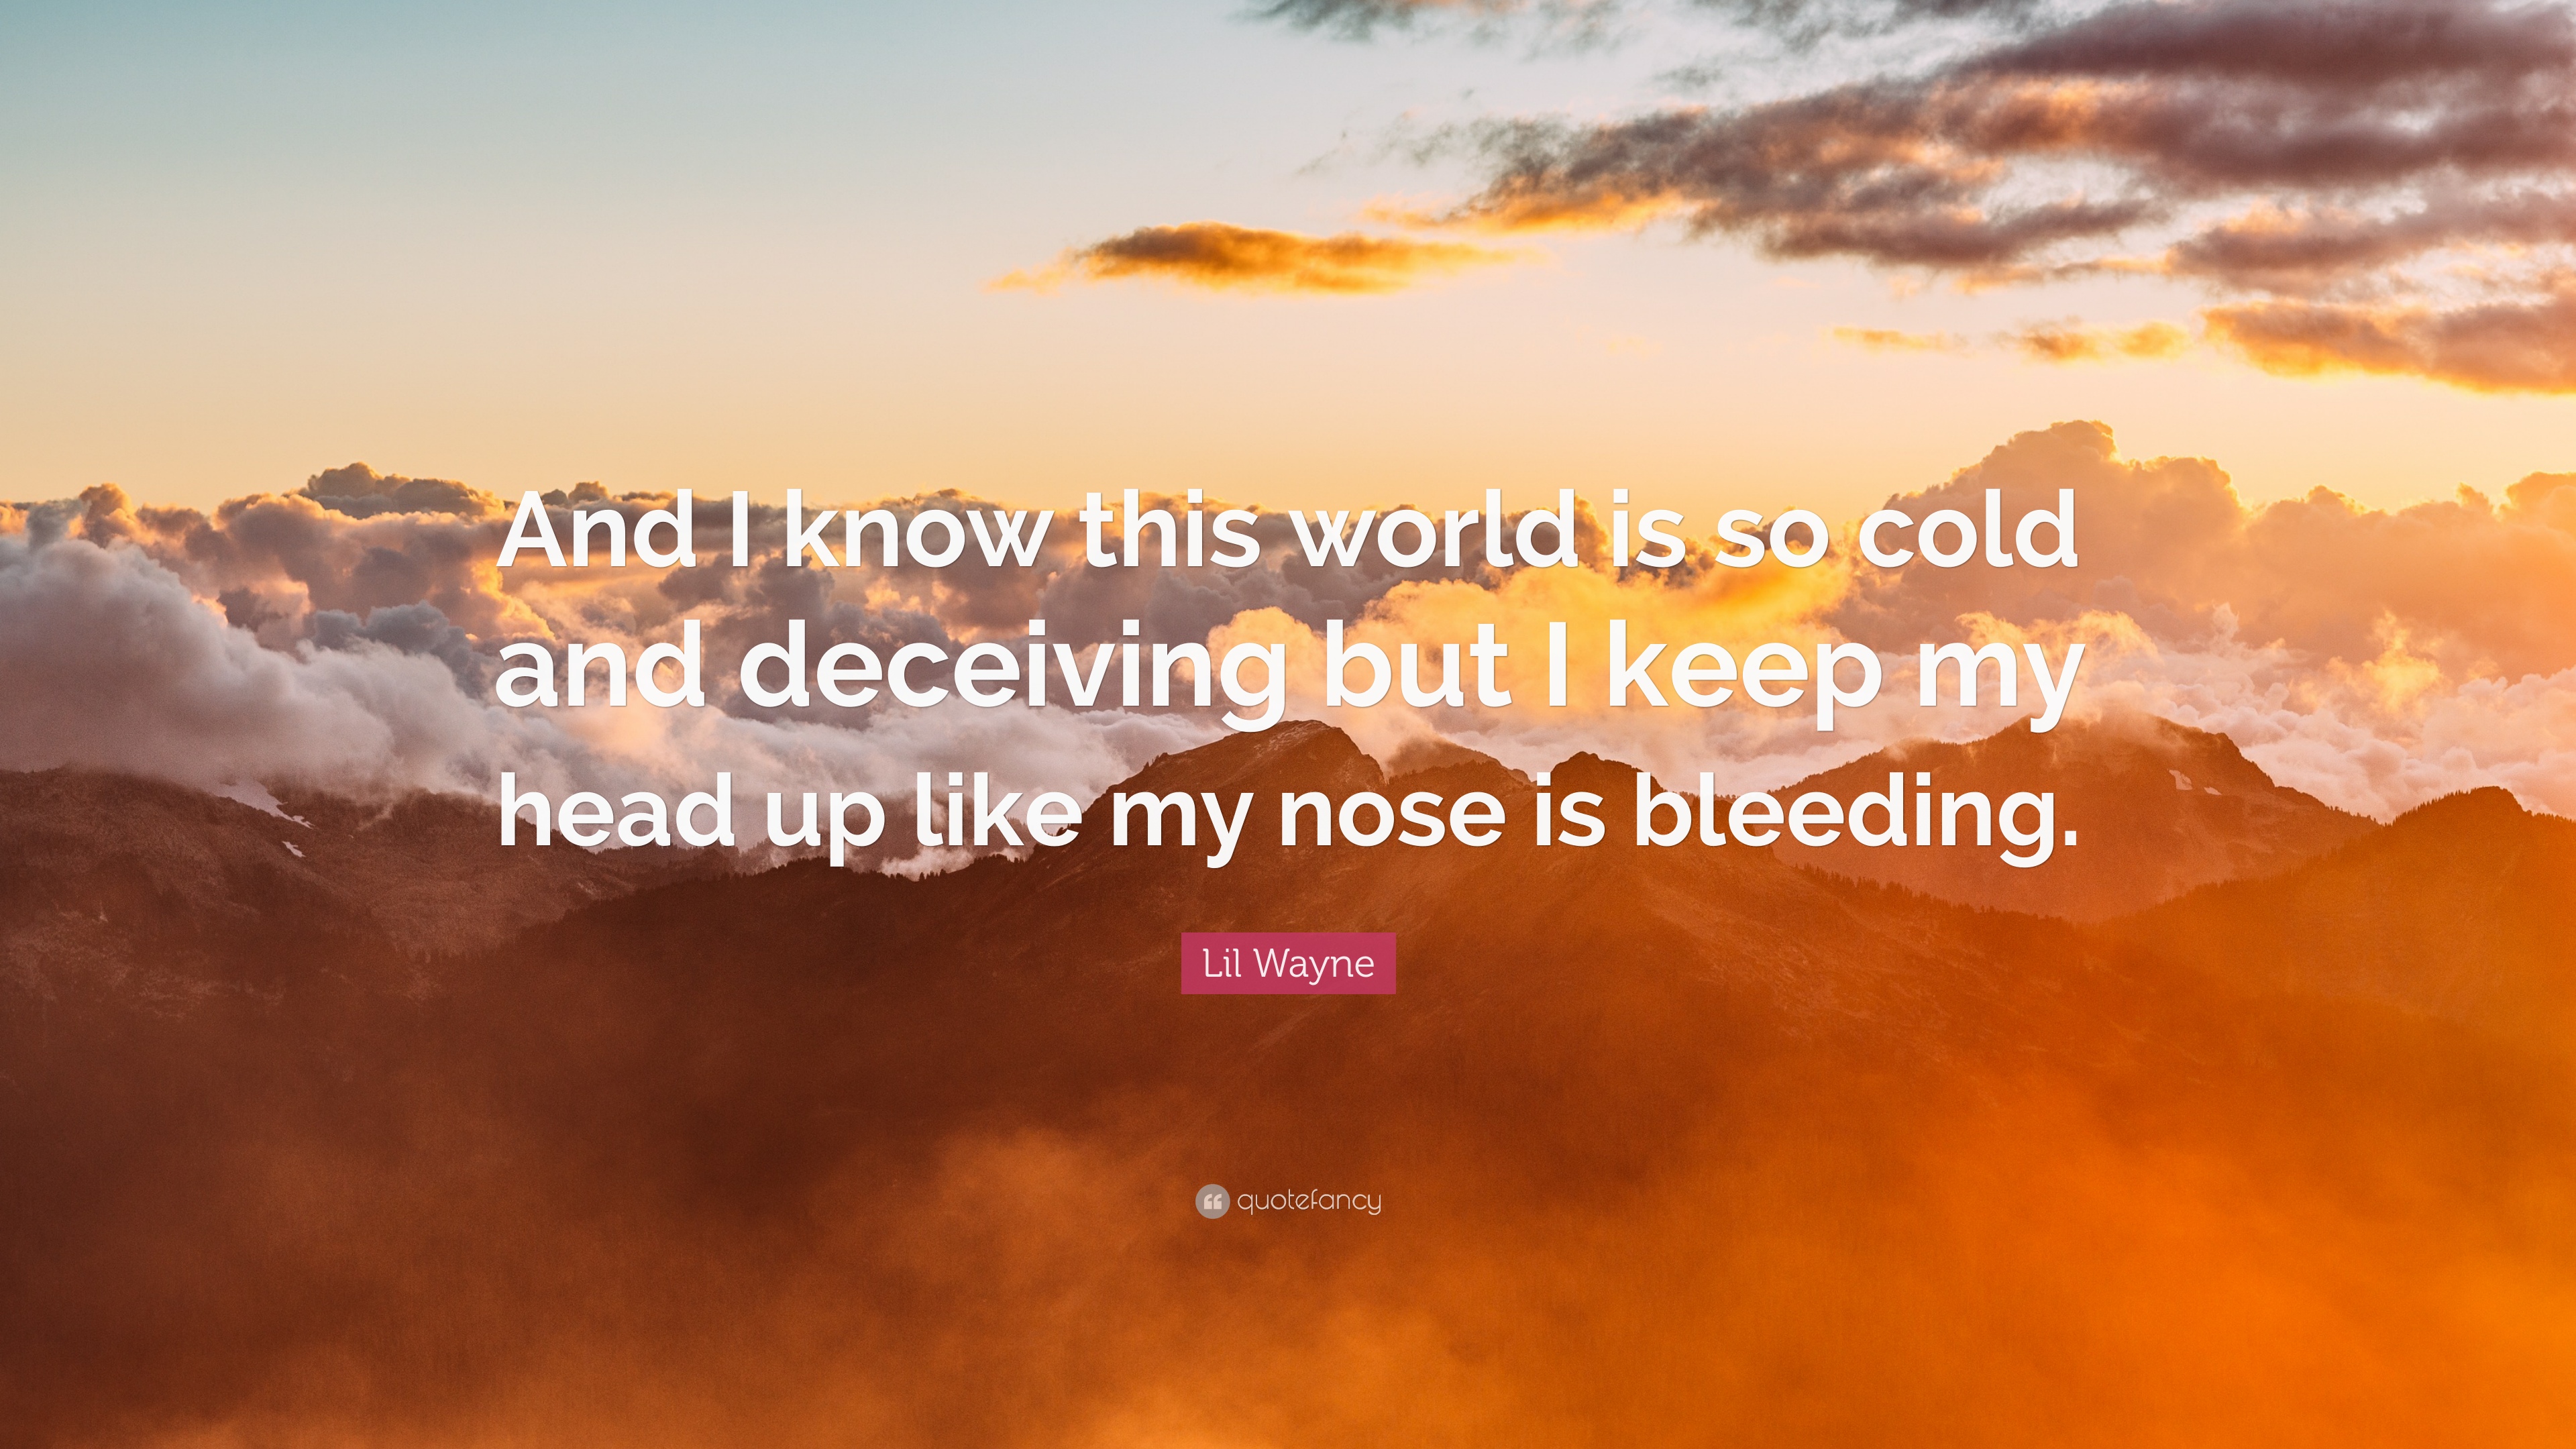 And I know this world is so cold
and deceiving but I keep my
head up like my nose is bleeding.
Lil Wayne
quotefancy